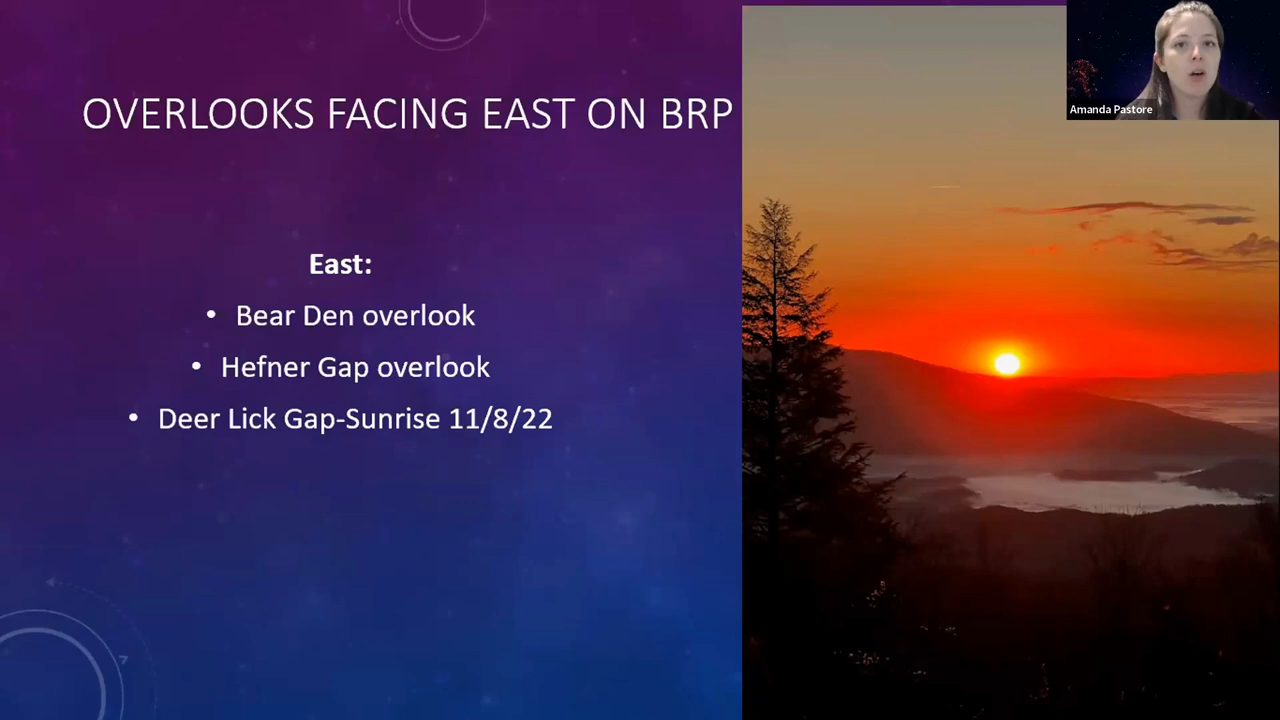 OVERLOOKS FACING EAST ON BRP
East:
• Bear Den overlook
• Hefner Gap overlook
• Deer Lick Gap-Sunrise 11/8/22
Amanda Pastore